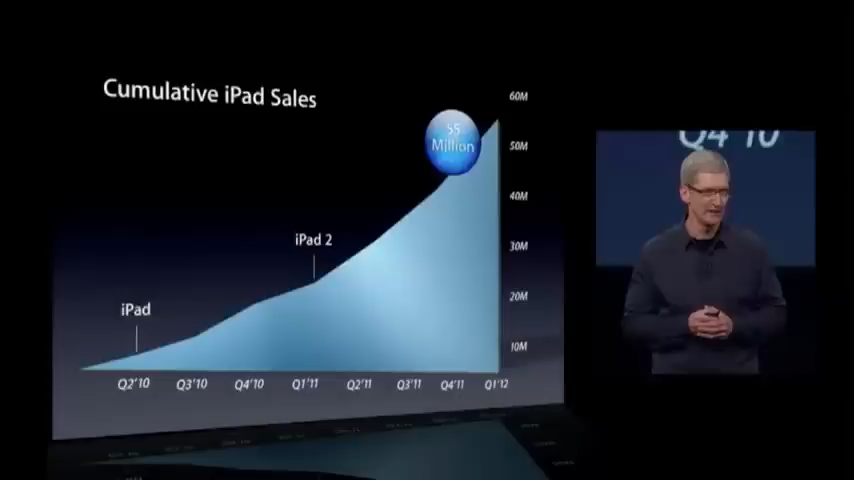 Cumulative iPad Sales
60M
55
Million
50M
40M
iPad 2
30M
20M
iPad
10M
Q2'10
Q3'10
Q4'10
Q1'11
Q2'11
Q3'11
Q4'11
Q1'12
Q4'10